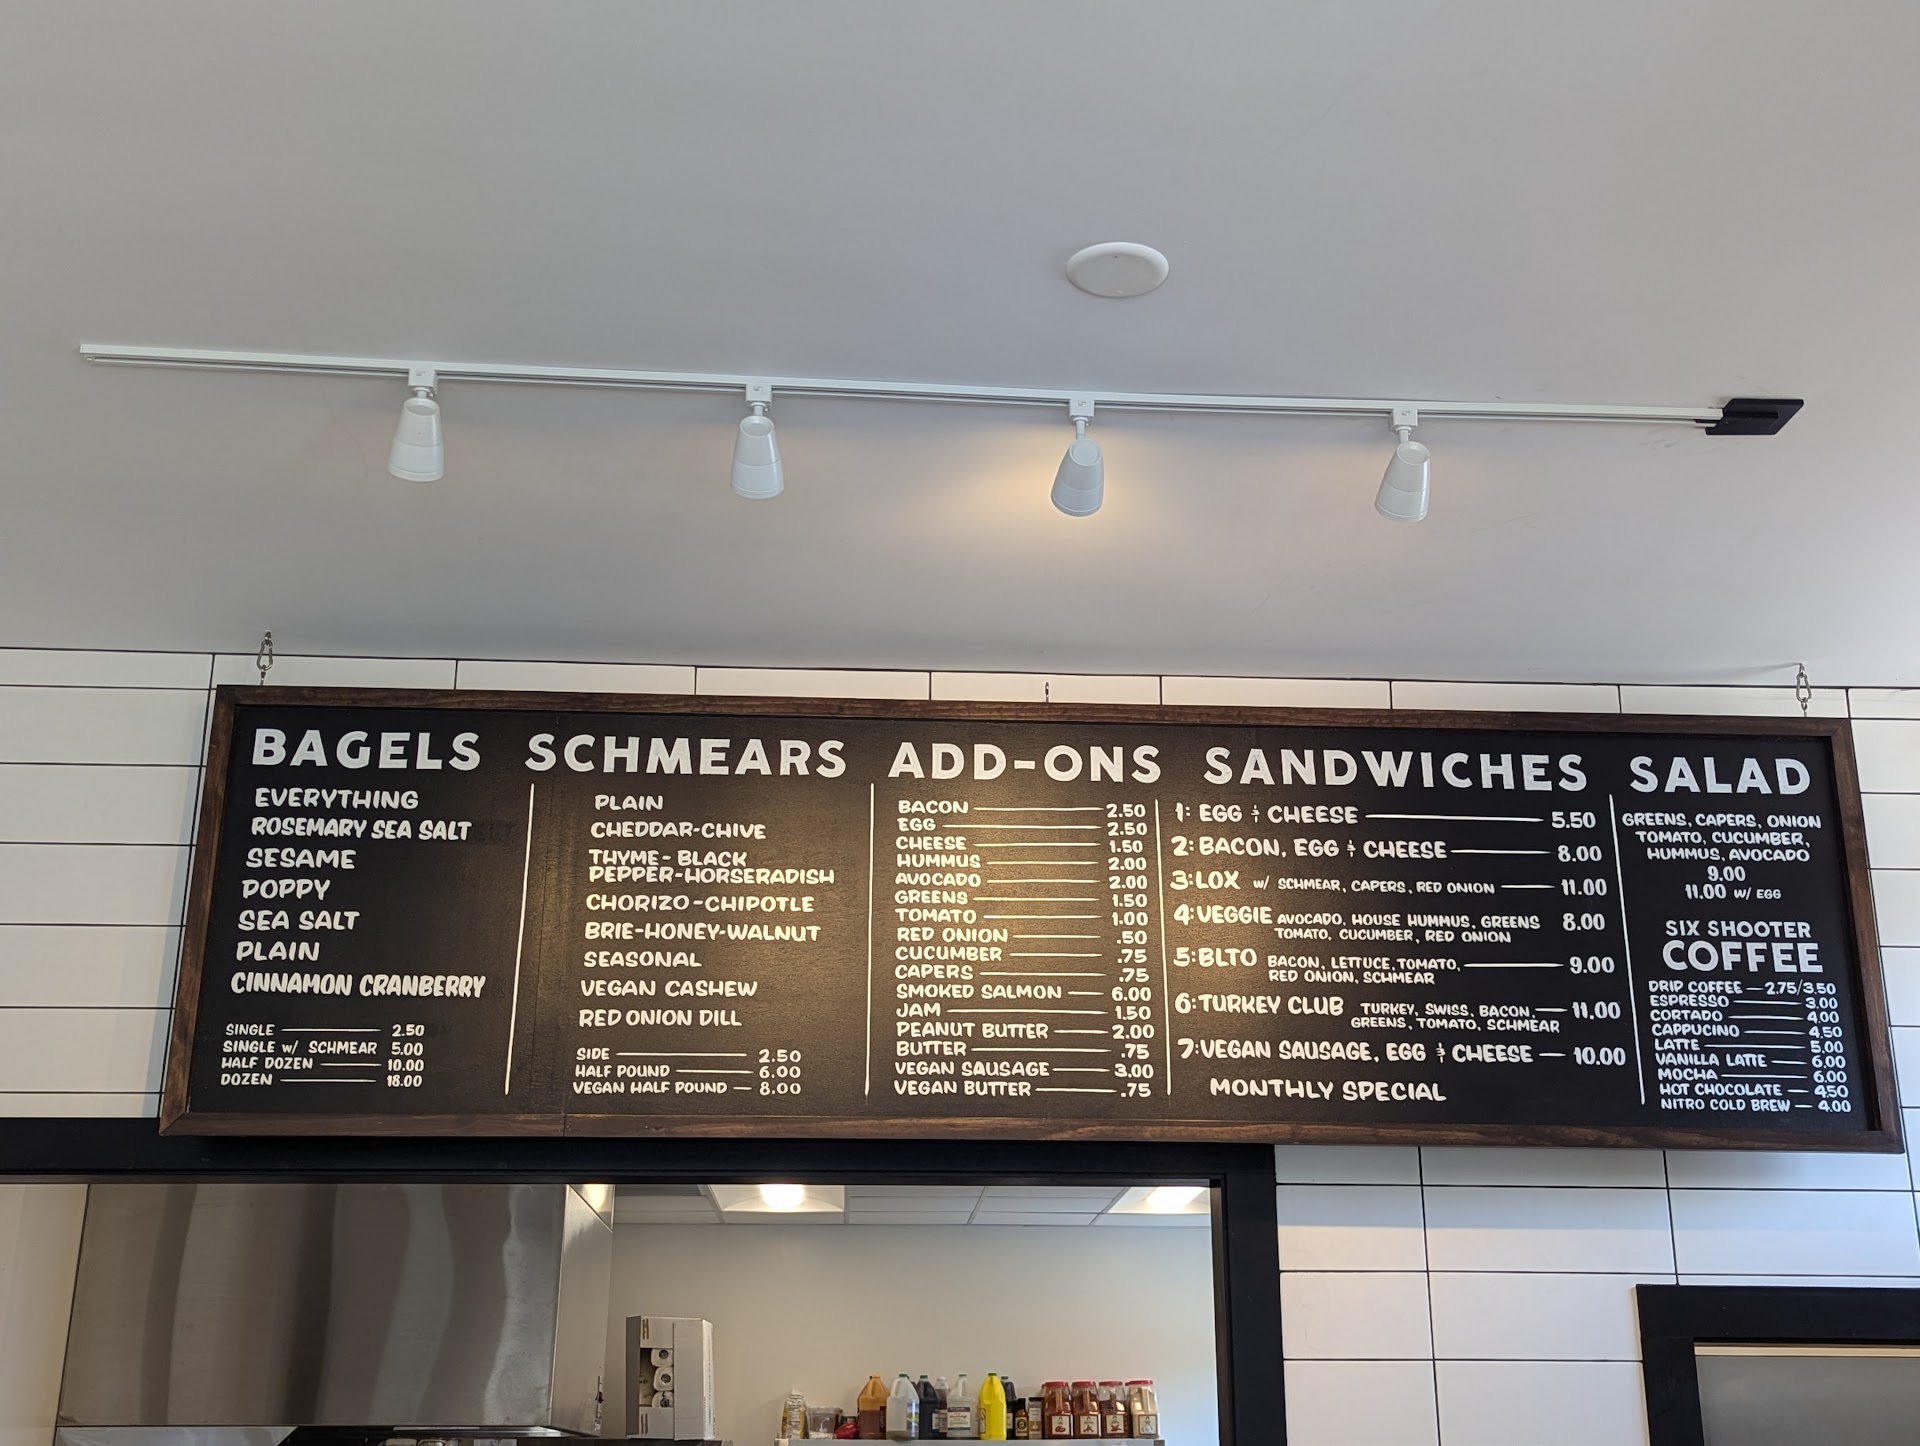 BAGELS
EVERYTHING
ROSEMARY SEA SALT
SESAME
POPPY
SEA SALT
PLAIN
CINNAMON CRANBERRY
SINGLE — 2.50
SINGLE w/ SCHMEAR 5.00
HALF DOZEN — 10.00
DOZEN — 18.00
SCHMEARS
PLAIN
CHEDDAR-CHIVE
THYME-BLACK
PEPPER-HORSERADISH
CHORIZO-CHIPOTLE
BRIE-HONEY-WALNUT
SEASONAL
VEGAN CASHEW
RED ONION DILL
SIDE — 2.50
HALF POUND — 6.00
VEGAN HALF POUND — 8.00
ADD-ONS
BACON — 2.50
EGG — 2.50
CHEESE — 1.50
HUMMUS — 2.00
AVOCADO — 2.00
GREENS — 1.50
TOMATO — 1.00
RED ONION — .50
CUCUMBER — .75
CAPERS — .75
SMOKED SALMON — 6.00
JAM — 1.50
PEANUT BUTTER — 2.00
BUTTER — .75
VEGAN SAUSAGE — 3.00
VEGAN BUTTER — .75
SANDWICHES
1: EGG & CHEESE — 5.50
2: BACON, EGG & CHEESE — 8.00
3: LOX w/ SCHMEAR, CAPERS, RED ONION — 11.00
4: VEGGIE AVOCADO, HOUSE HUMMUS, GREENS 8.00
TOMATO, CUCUMBER, RED ONION
5: BLTO BACON, LETTUCE, TOMATO, — 9.00
RED ONION, SCHMEAR
6: TURKEY CLUB TURKEY, SWISS, BACON, — 11.00
GREENS, TOMATO, SCHMEAR
7: VEGAN SAUSAGE, EGG & CHEESE — 10.00
MONTHLY SPECIAL
SALAD
GREENS, CAPERS, ONION
TOMATO, CUCUMBER,
HUMMUS, AVOCADO
9.00
11.00 w/ EGG
SIX SHOOTER
COFFEE
DRIP COFFEE — 2.75/3.50
ESPRESSO — 3.00
CORTADO — 4.00
CAPPUCINO — 4.50
LATTE — 5.00
VANILLA LATTE — 6.00
MOCHA — 6.00
HOT CHOCOLATE — 4.50
NITRO COLD BREW — 4.00